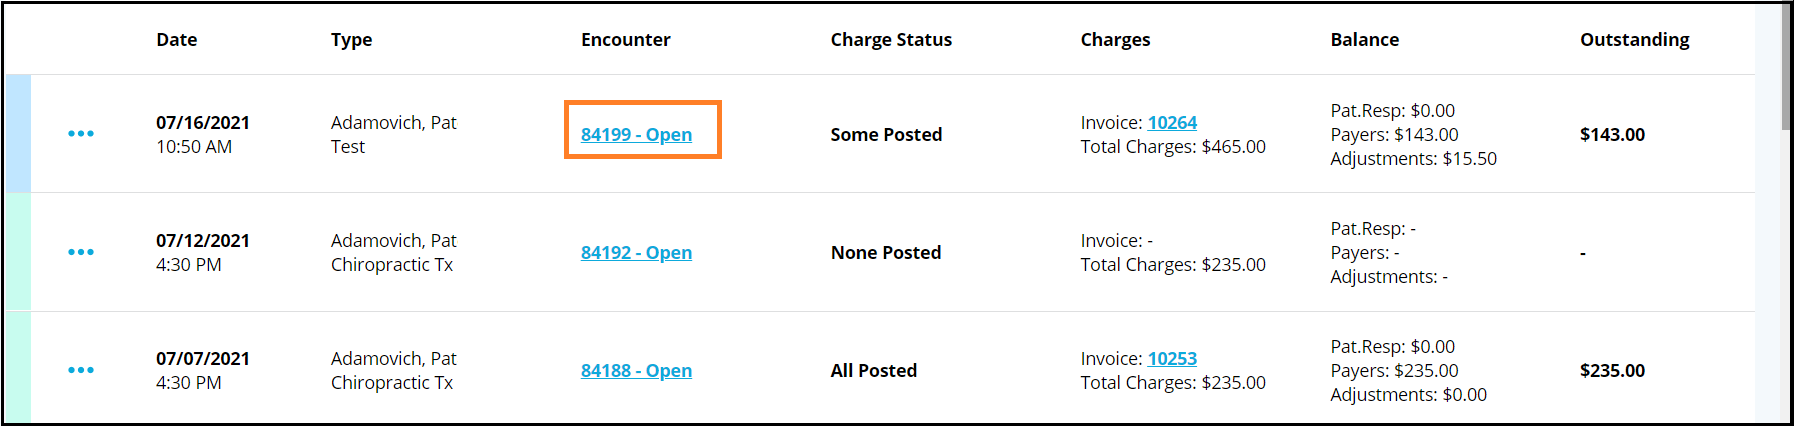 Date Type Encounter Charge Status Charges Balance Outstanding
07/16/2021
10:50 AM
Adamovich, Pat
Test
84199 - Open
Some Posted
Invoice: 10264
Total Charges: $465.00
Pat.Resp: $0.00
Payers: $143.00
Adjustments: $15.50
$143.00
07/12/2021
4:30 PM
Adamovich, Pat
Chiropractic Tx
84192 - Open
None Posted
Invoice: -
Total Charges: $235.00
Pat.Resp: -
Payers: -
Adjustments: -
-
07/07/2021
4:30 PM
Adamovich, Pat
Chiropractic Tx
84188 - Open
All Posted
Invoice: 10253
Total Charges: $235.00
Pat.Resp: $0.00
Payers: $235.00
Adjustments: $0.00
$235.00